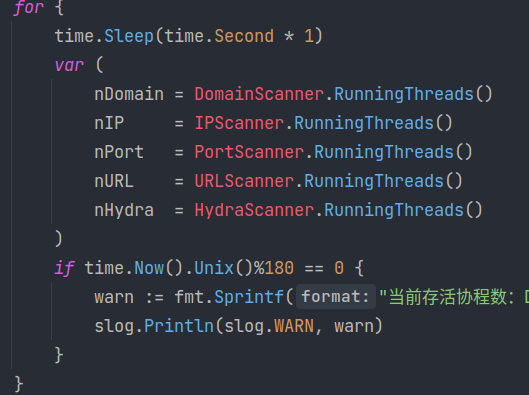 for {
time.Sleep(time.Second * 1)
var (
nDomain = DomainScanner.RunningThreads()
nIP     = IPScanner.RunningThreads()
nPort   = PortScanner.RunningThreads()
nURL    = URLScanner.RunningThreads()
nHydra  = HydraScanner.RunningThreads()
)
if time.Now().Unix()%180 == 0 {
warn := fmt.Sprintf( format: "当前存活协程数：
slog.Println(slog.WARN, warn)
}
}